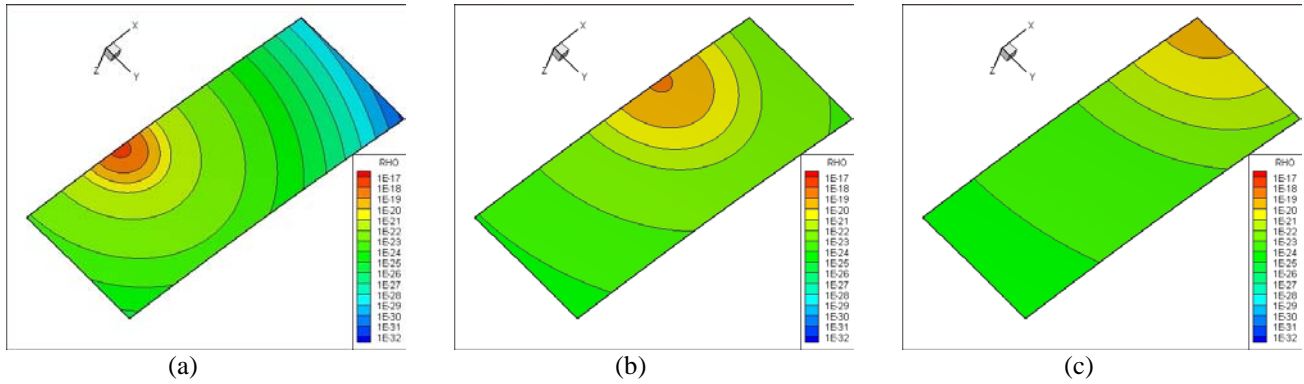 X
Z
Y
RHO
1E-17
1E-18
1E-19
1E-20
1E-21
1E-22
1E-23
1E-24
1E-25
1E-26
1E-27
1E-28
1E-29
1E-30
1E-31
1E-32
(a)
X
Z
Y
RHO
1E-17
1E-18
1E-19
1E-20
1E-21
1E-22
1E-23
1E-24
1E-25
1E-26
1E-27
1E-28
1E-29
1E-30
1E-31
1E-32
(b)
X
Z
Y
RHO
1E-17
1E-18
1E-19
1E-20
1E-21
1E-22
1E-23
1E-24
1E-25
1E-26
1E-27
1E-28
1E-29
1E-30
1E-31
1E-32
(c)